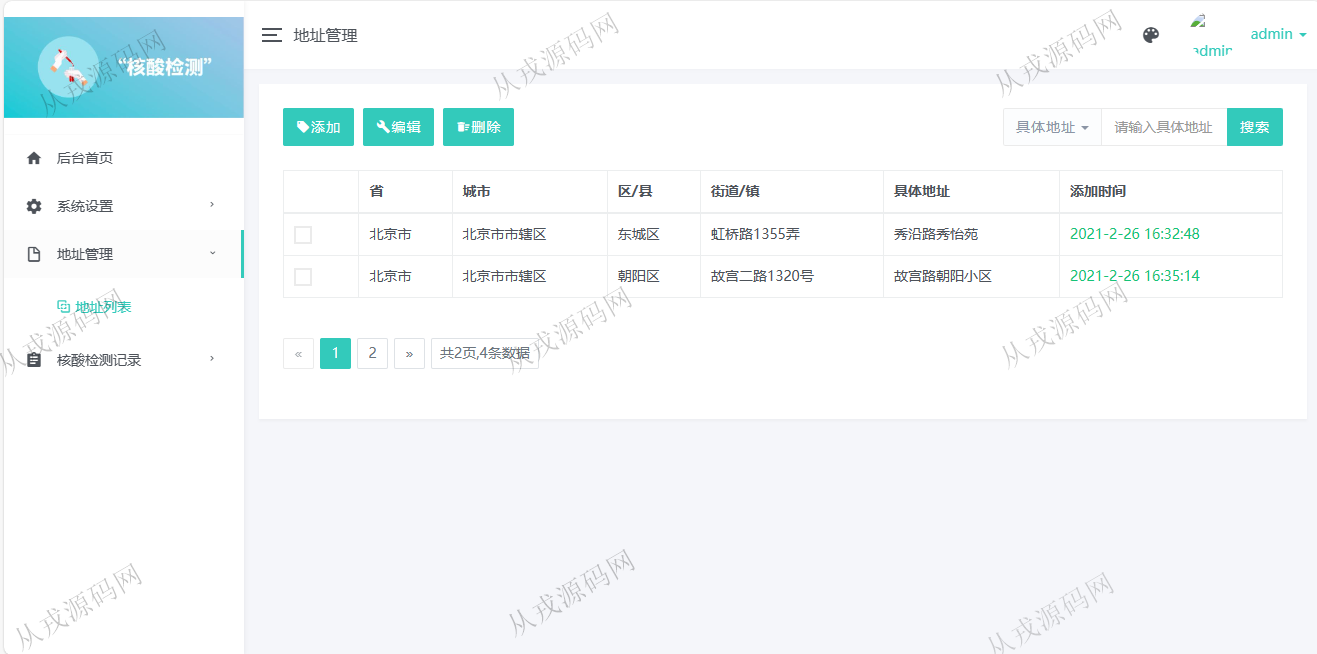 “核酸检测”
地址管理
admin
admin
后台首页
系统设置
地址管理
地址列表
核酸检测记录
添加 编辑 删除
具体地址 请输入具体地址 搜索
省 城市 区/县 街道/镇 具体地址 添加时间
北京市 北京市市辖区 东城区 虹桥路1355弄 秀沿路秀怡苑 2021-2-26 16:32:48
北京市 北京市市辖区 朝阳区 故宫二路1320号 故宫路朝阳小区 2021-2-26 16:35:14
« 1 2 » 共2页,4条数据
从戎源码网
从戎源码网
从戎源码网
从戎源码网
从戎源码网
从戎源码网
从戎源码网
从戎源码网
从戎源码网